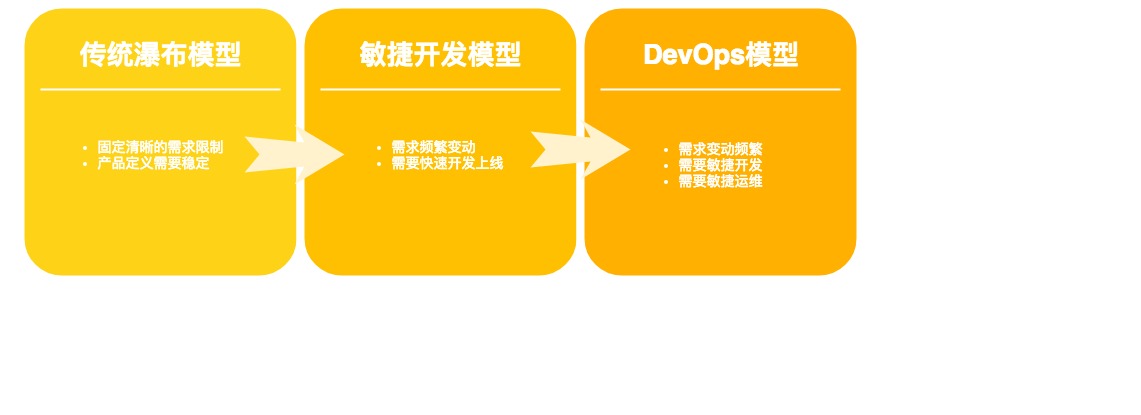 传统瀑布模型
• 固定清晰的需求限制
• 产品定义需要稳定
敏捷开发模型
• 需求频繁变动
• 需要快速开发上线
DevOps模型
• 需求变动频繁
• 需要敏捷开发
• 需要敏捷运维